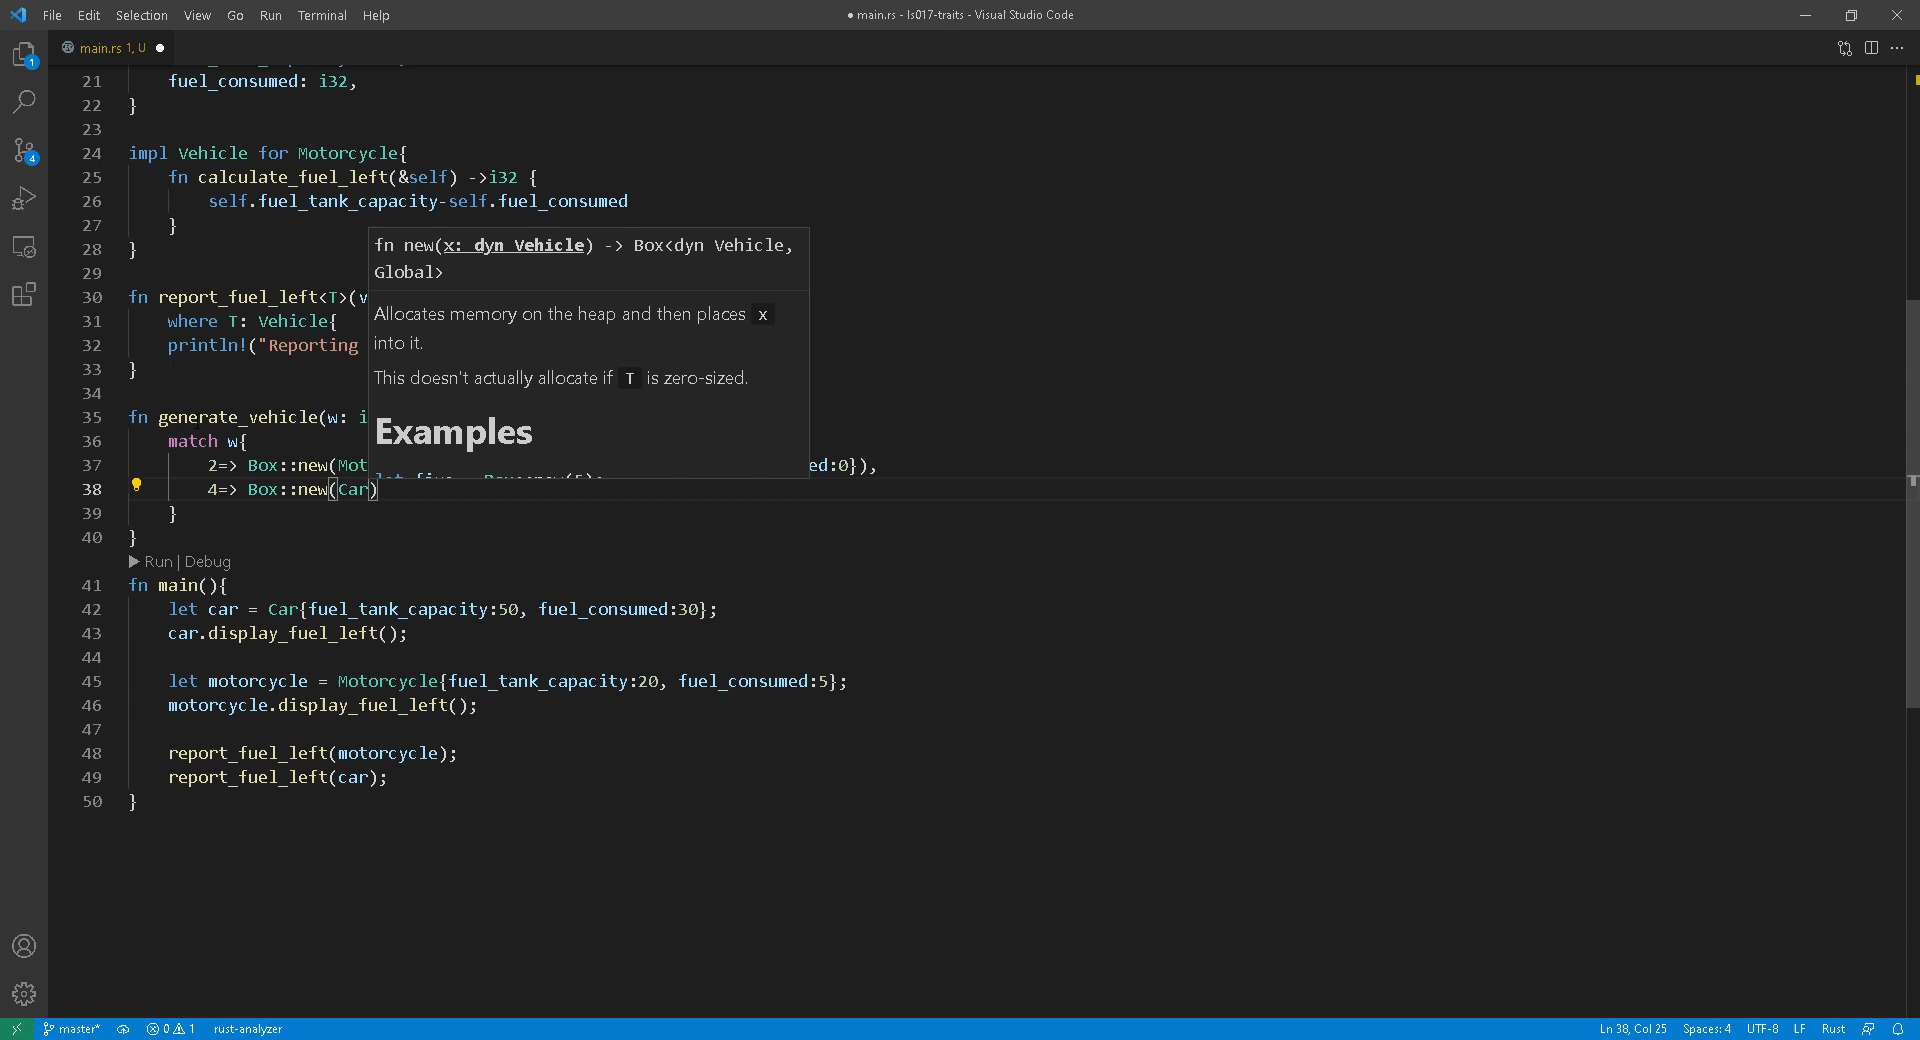 File Edit Selection View Go Run Terminal Help
● main.rs - ls017-traits - Visual Studio Code
main.rs 1, U ●
1
4
21 fuel_consumed: i32,
22 }
23
24 impl Vehicle for Motorcycle{
25 fn calculate_fuel_left(&self) ->i32 {
26 self.fuel_tank_capacity-self.fuel_consumed
27 }
28 }
29
30 fn report_fuel_left<T>(v
31 where T: Vehicle{
32 println!("Reporting
33 }
34
35 fn generate_vehicle(w: i
36 match w{
37 2=> Box::new(Mot ed:0}),
38 4=> Box::new(Car)
39 }
40 }
Run | Debug
41 fn main(){
42 let car = Car{fuel_tank_capacity:50, fuel_consumed:30};
43 car.display_fuel_left();
44
45 let motorcycle = Motorcycle{fuel_tank_capacity:20, fuel_consumed:5};
46 motorcycle.display_fuel_left();
47
48 report_fuel_left(motorcycle);
49 report_fuel_left(car);
50 }
fn new(x: dyn Vehicle) -> Box<dyn Vehicle,
Global>
Allocates memory on the heap and then places x
into it.
This doesn't actually allocate if T is zero-sized.
Examples
master* 0 1 rust-analyzer
Ln 38, Col 25 Spaces: 4 UTF-8 LF Rust